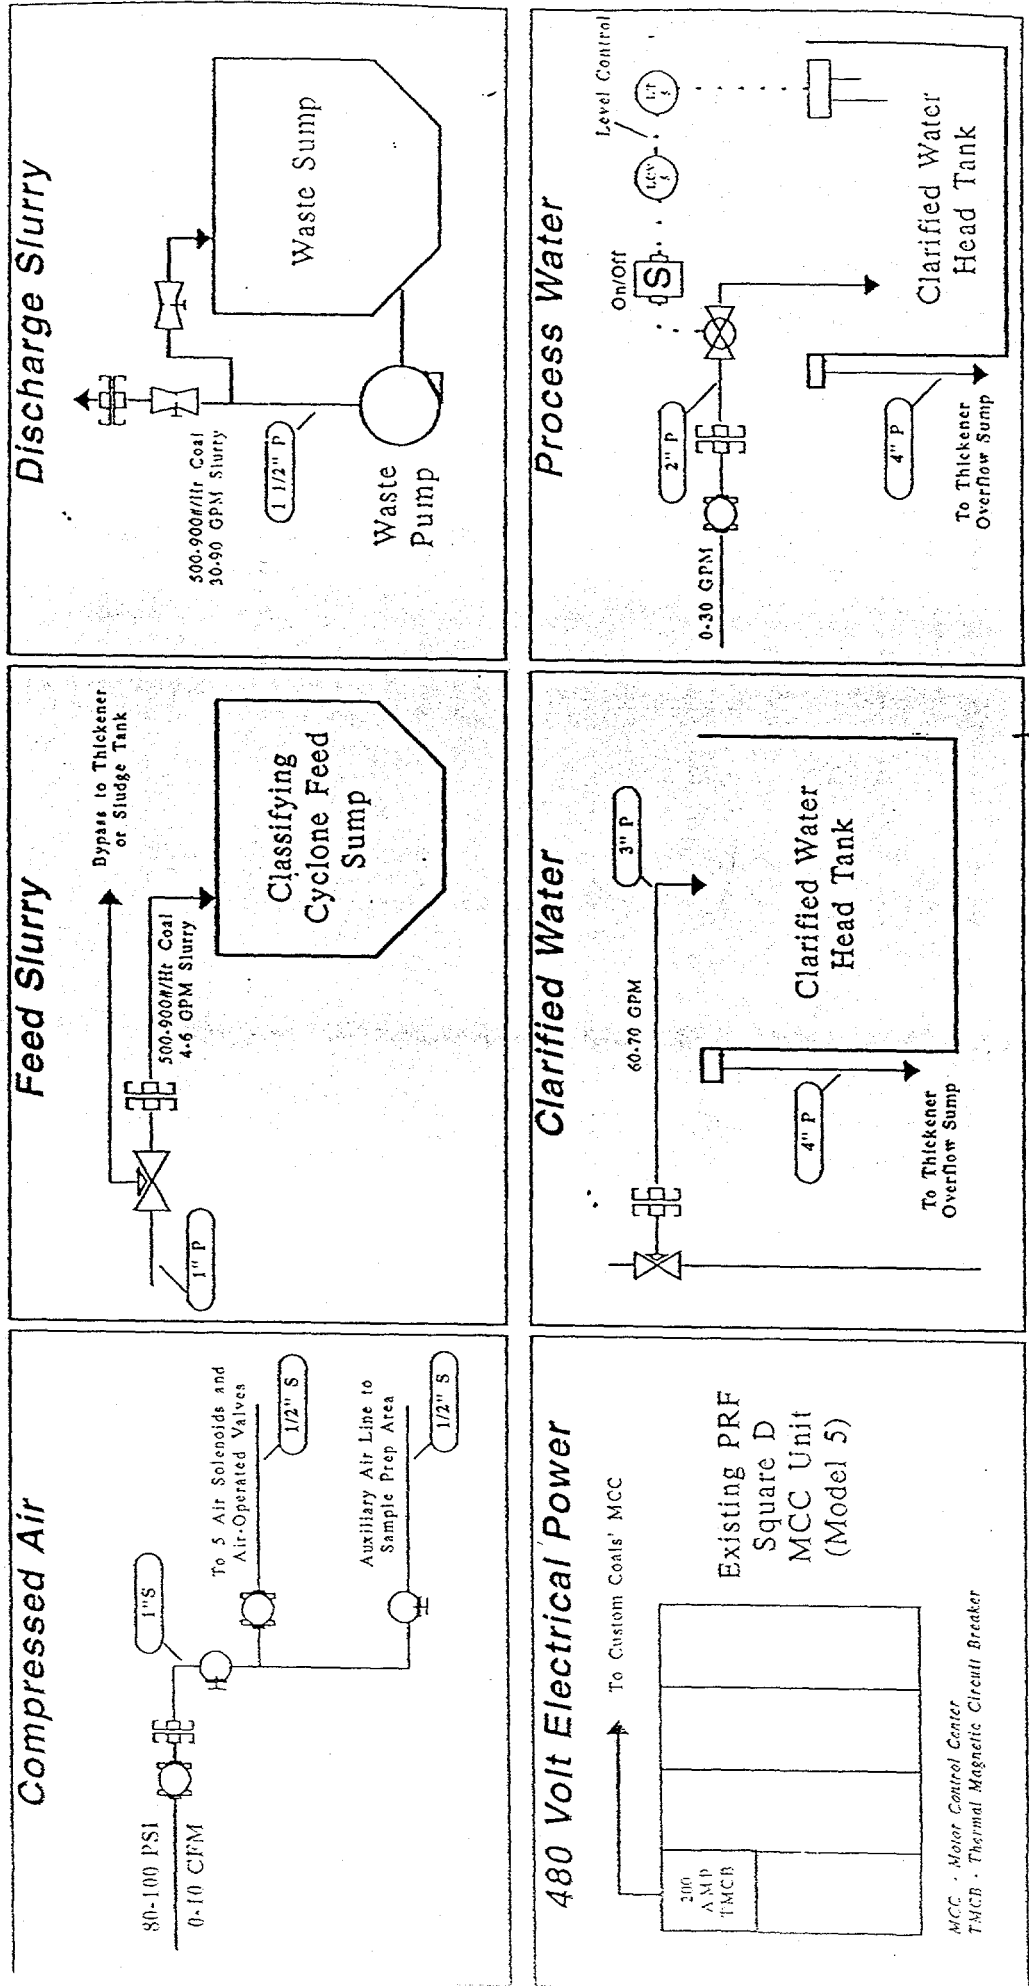 Compressed Air
80-100 PSI
0-10 CFM
1"S
To 5 Air Solenoids and
Air-Operated Valves
1/2" S
Auxiliary Air Line to
Sample Prep Area
1/2" S
Feed Slurry
1" P
Bypass to Thickener
or Sludge Tank
500-900#/Hr Coal
4-6 GPM Slurry
Classifying
Cyclone Feed
Sump
Discharge Slurry
500-900#/Hr Coal
30-90 GPM Slurry
1 1/2" P
Waste
Pump
Waste Sump
480 Volt Electrical Power
To Custom Coals' MCC
200
AMP
TMCB
Existing PRF
Square D
MCC Unit
(Model 5)
MCC - Motor Control Center
TMCB - Thermal Magnetic Circuit Breaker
Clarified Water
60-70 GPM
3" P
4" P
To Thickener
Overflow Sump
Clarified Water
Head Tank
Process Water
0-30 GPM
2" P
On/Off
S
LCV
5
LT
5
Level Control
4" P
To Thickener
Overflow Sump
Clarified Water
Head Tank